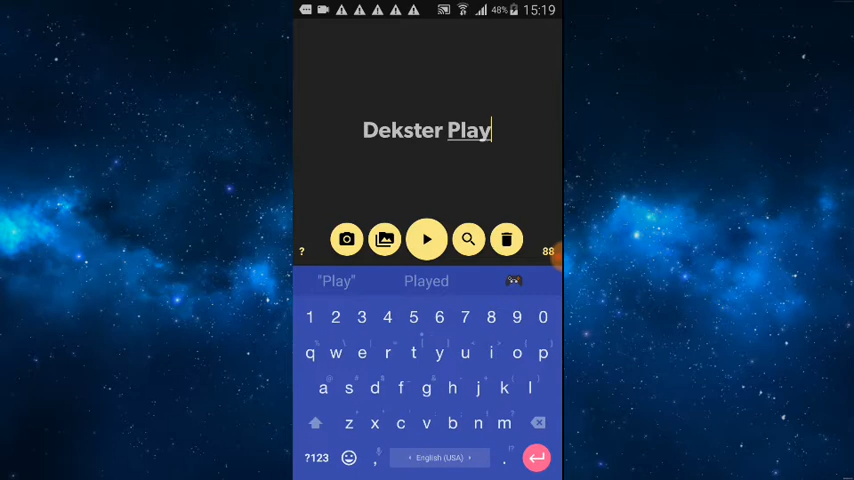 48% 15:19
Dekster Play
? 88
"Play" Played
1 2 3 4 5 6 7 8 9 0
q w e r t y u i o p
a s d f g h j k l
z x c v b n m
?123 , English (USA) .